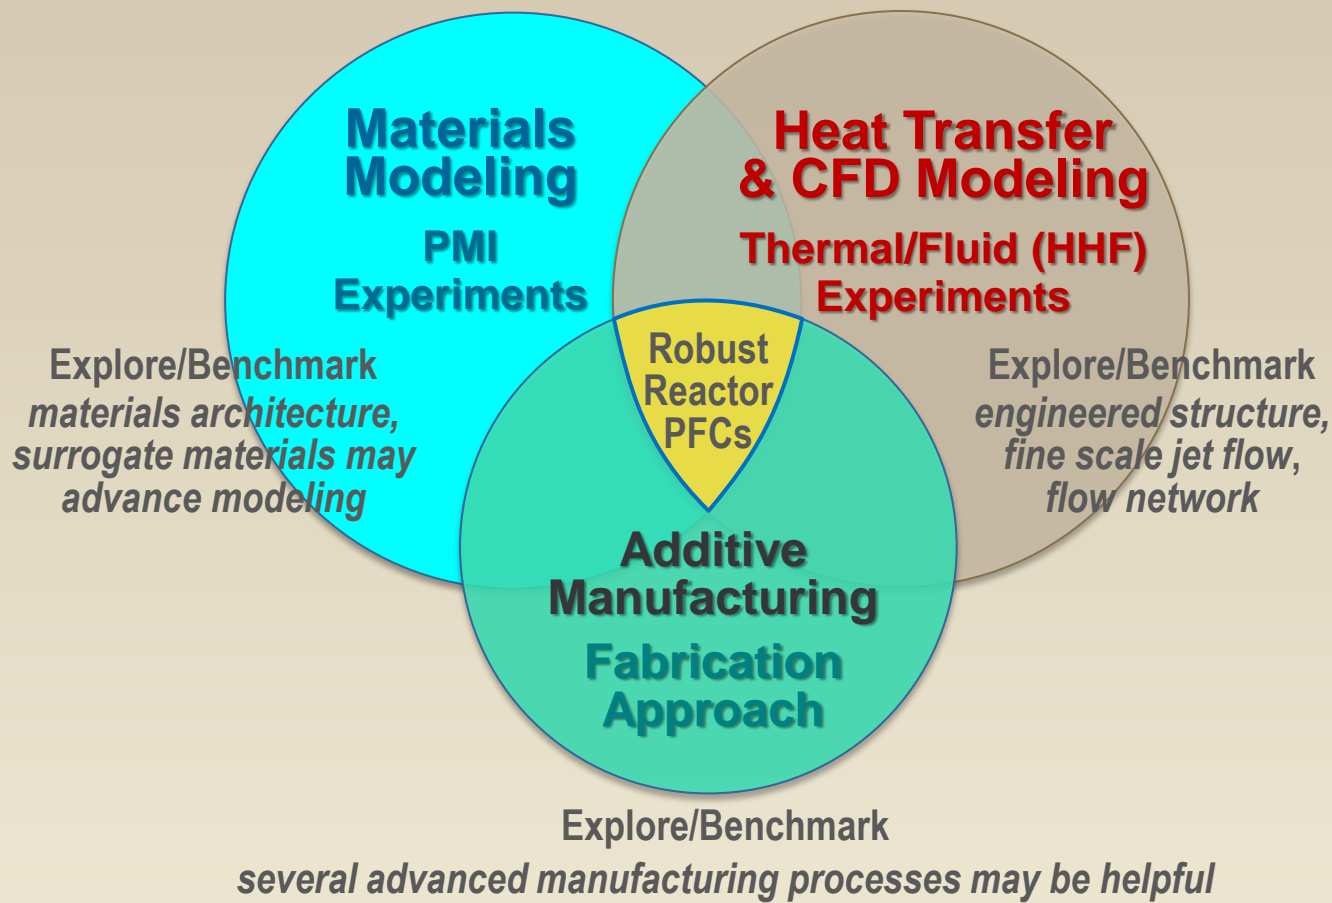 Materials
Modeling
PMI
Experiments
Heat Transfer
& CFD Modeling
Thermal/Fluid (HHF)
Experiments
Explore/Benchmark
materials architecture,
surrogate materials may
advance modeling
Robust
Reactor
PFCs
Explore/Benchmark
engineered structure,
fine scale jet flow,
flow network
Additive
Manufacturing
Fabrication
Approach
Explore/Benchmark
several advanced manufacturing processes may be helpful